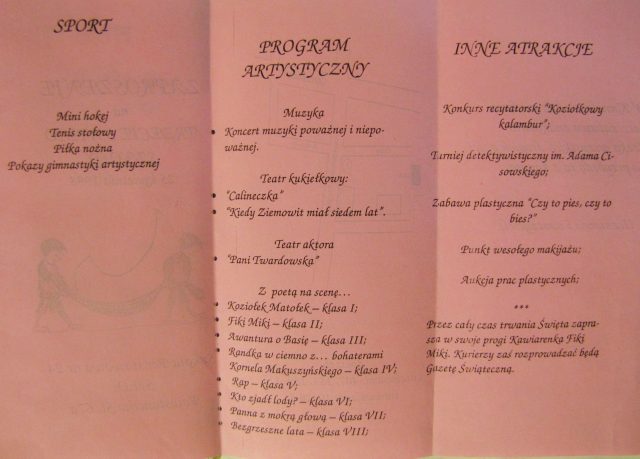 SPORT
Mini hokej
Tenis stołowy
Piłka nożna
Pokazy gimnastyki artystycznej
PROGRAM
ARTYSTYCZNY
Muzyka
• Koncert muzyki poważnej i niepo-
ważnej.
Teatr kukiełkowy:
• "Calineczka"
• "Kiedy Ziemowit miał siedem lat".
Teatr aktora
• "Pani Twardowska"
Z poetą na scenę...
• Koziołek Matołek – klasa I;
• Fiki Miki – klasa II;
• Awantura o Basię – klasa III;
• Randka w ciemno z... bohaterami
Kornela Makuszyńskiego – klasa IV;
• Rap – klasa V;
• Kto zjadł lody? – klasa VI;
• Panna z mokrą głową – klasa VII;
• Bezgrzeszne lata – klasa VIII;
INNE ATRAKCJE
Konkurs recytatorski "Koziołkowy
kalambur";
Turniej detektywistyczny im. Adama Ci-
sowskiego;
Zabawa plastyczna "Czy to pies, czy to
bies?"
Punkt wesołego makijażu;
Aukcja prac plastycznych;
***
Przez cały czas trwania Święta zapra-
sza w swoje progi Kawiarenka Fiki
Miki. Kurierzy zaś rozprowadzać będą
Gazetę Świąteczną.